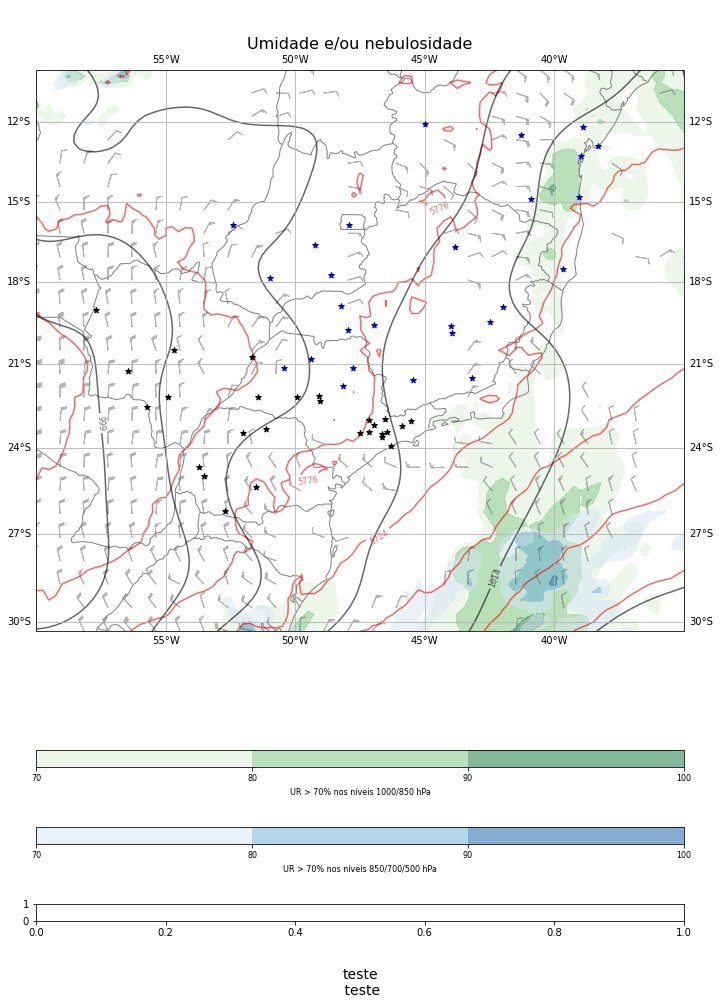 Umidade e/ou nebulosidade
55°W 50°W 45°W 40°W
12°S 12°S
15°S 15°S
5776
18°S 18°S
21°S 21°S
24°S 24°S
5776
27°S 27°S
1014
30°S 30°S
55°W 50°W 45°W 40°W
70 80 90 100
UR > 70% nos níveis 1000/850 hPa
70 80 90 100
UR > 70% nos níveis 850/700/500 hPa
1
0
0.0 0.2 0.4 0.6 0.8 1.0
teste
teste